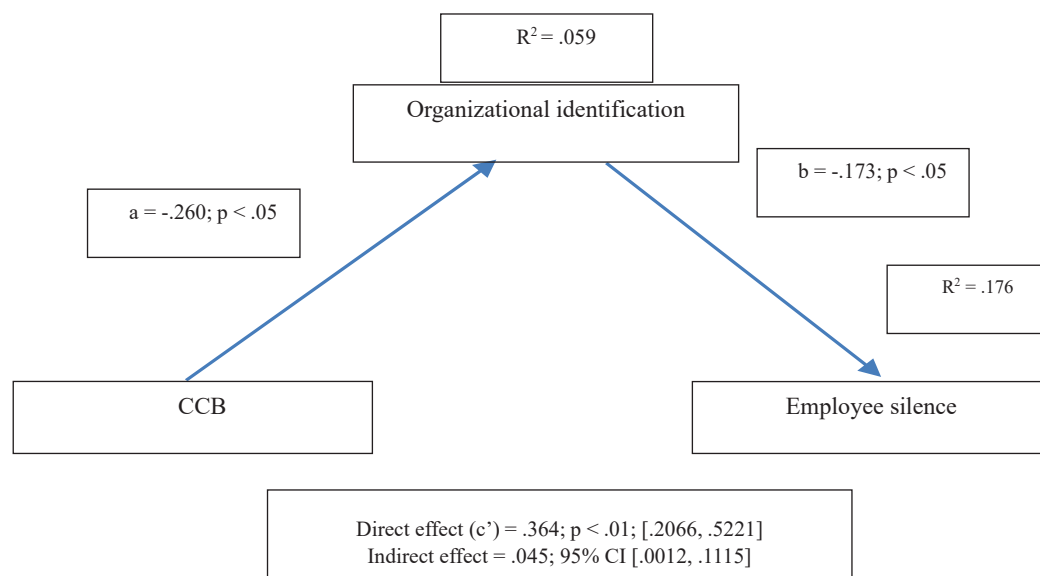 R² = .059
Organizational identification
b = -.173; p < .05
a = -.260; p < .05
R² = .176
CCB
Employee silence
Direct effect (c’) = .364; p < .01; [.2066, .5221]
Indirect effect = .045; 95% CI [.0012, .1115]